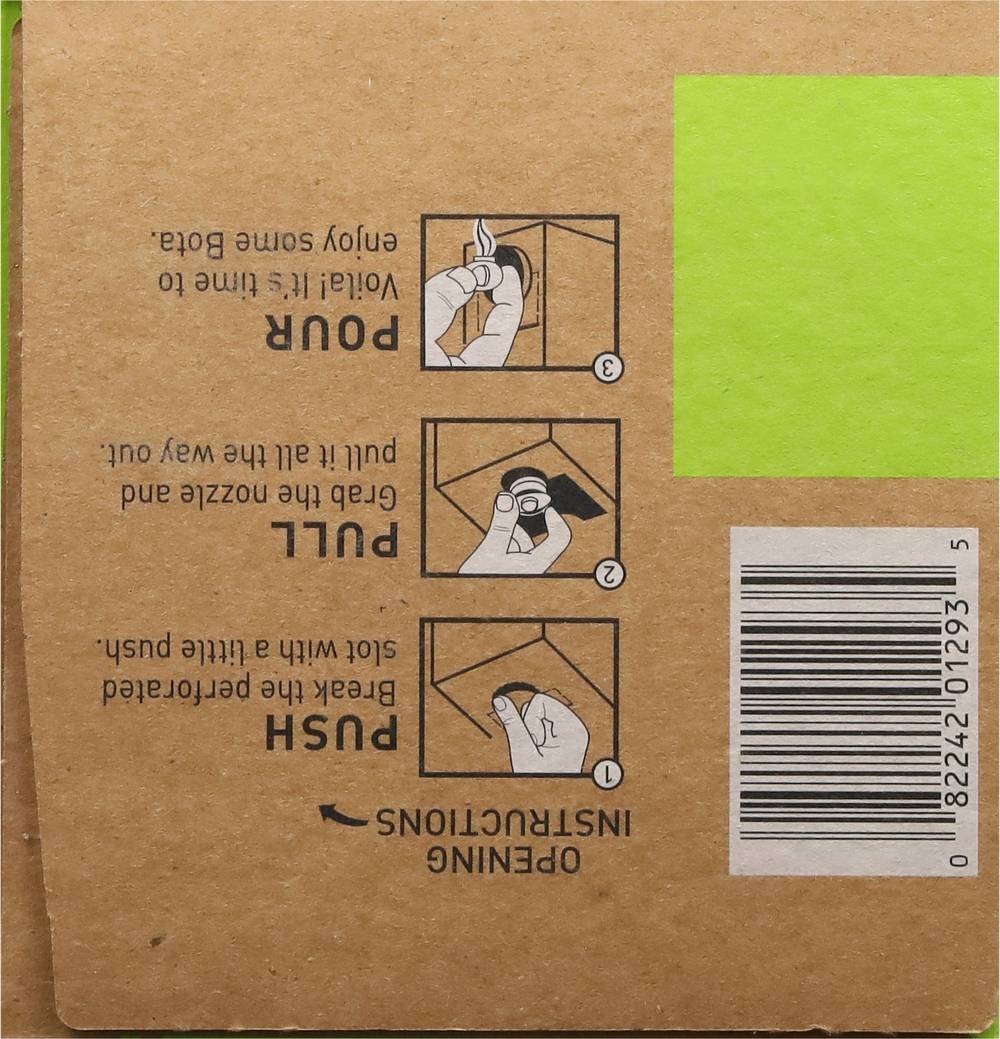 OPENING
INSTRUCTIONS
1
PUSH
Break the perforated
slot with a little push.
2
PULL
Grab the nozzle and
pull it all the way out.
3
POUR
Voila! It's time to
enjoy some Bota.
0 82242 01293 5